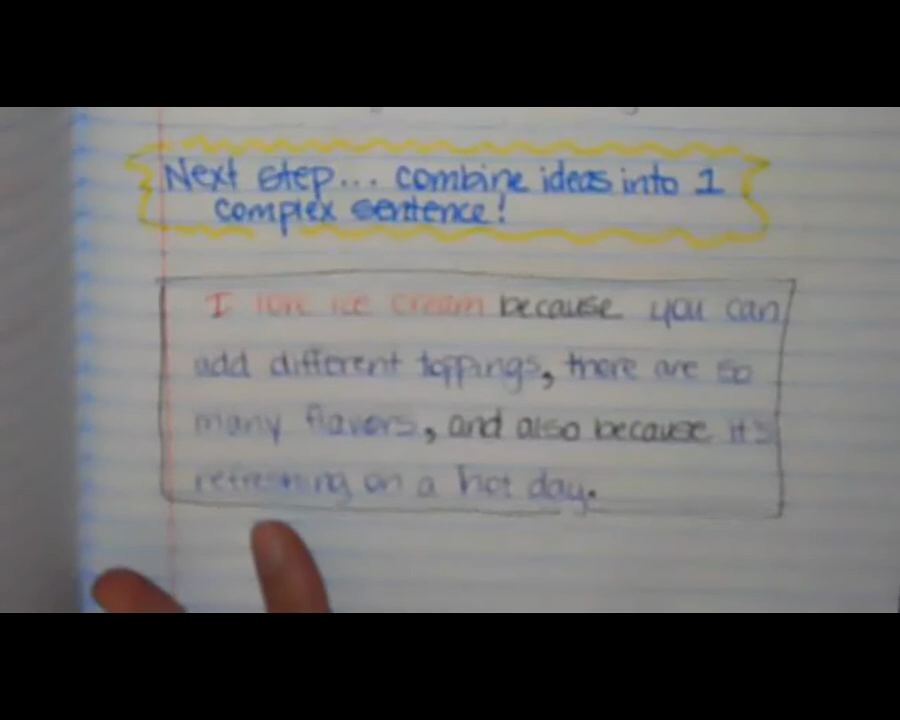 Next step... combine ideas into 1
complex sentence!
I love ice cream because you can
add different toppings, there are so
many flavors, and also because it's
refreshing on a hot day.